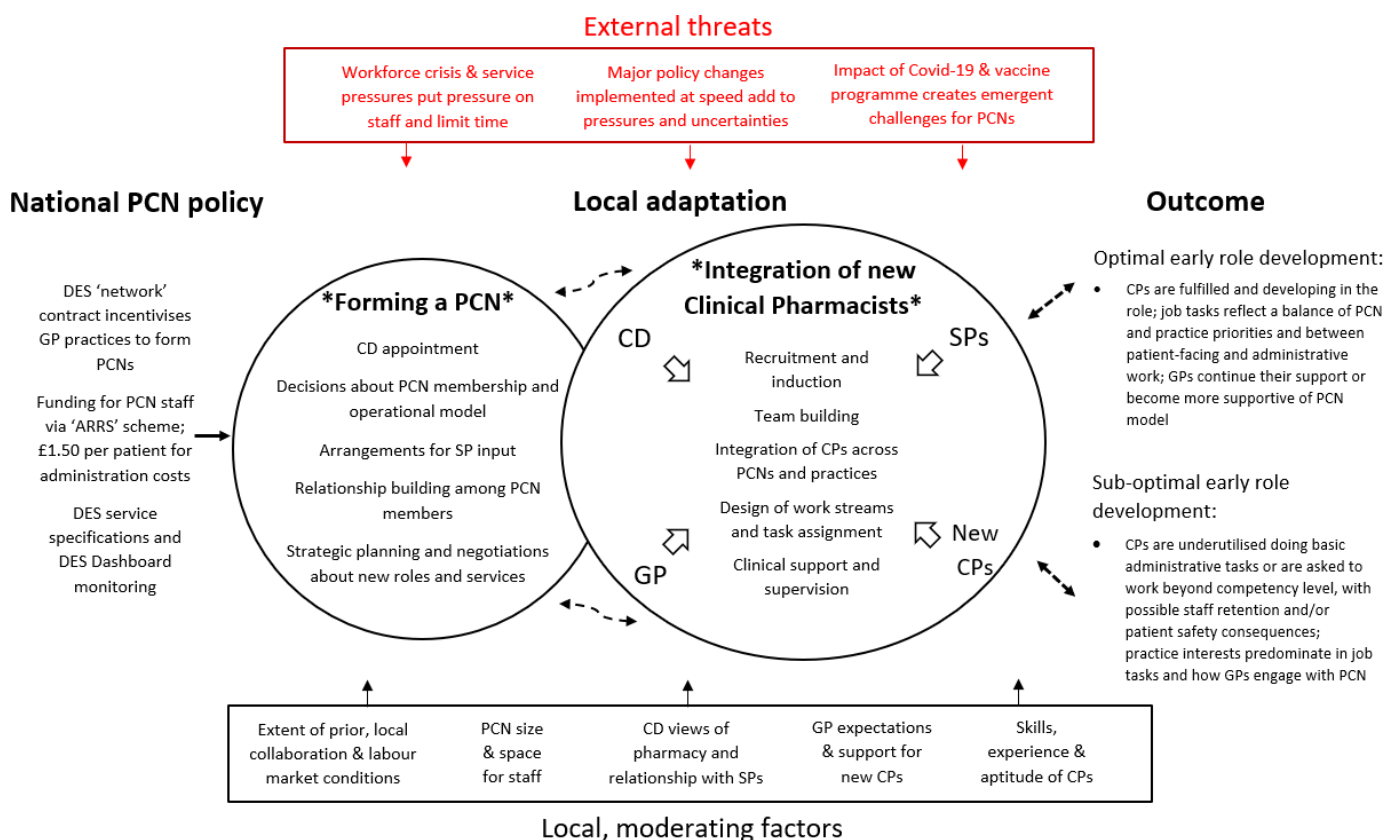 External threats
Workforce crisis & service
pressures put pressure on
staff and limit time
Major policy changes
implemented at speed add to
pressures and uncertainties
Impact of Covid-19 & vaccine
programme creates emergent
challenges for PCNs
National PCN policy
Local adaptation
Outcome
DES ‘network’
contract incentivises
GP practices to form
PCNs
Funding for PCN staff
via ‘ARRS’ scheme;
£1.50 per patient for
administration costs
DES service
specifications and
DES Dashboard
monitoring
*Forming a PCN*
CD appointment
Decisions about PCN membership and
operational model
Arrangements for SP input
Relationship building among PCN
members
Strategic planning and negotiations
about new roles and services
*Integration of new
Clinical Pharmacists*
CD
SPs
Recruitment and
induction
Team building
Integration of CPs across
PCNs and practices
Design of work streams
and task assignment
Clinical support and
supervision
GP
New
CPs
Optimal early role development:
• CPs are fulfilled and developing in the
role; job tasks reflect a balance of PCN
and practice priorities and between
patient-facing and administrative
work; GPs continue their support or
become more supportive of PCN
model
Sub-optimal early role
development:
• CPs are underutilised doing basic
administrative tasks or are asked to
work beyond competency level, with
possible staff retention and/or
patient safety consequences;
practice interests predominate in job
tasks and how GPs engage with PCN
Extent of prior, local
collaboration & labour
market conditions
PCN size
& space
for staff
CD views of
pharmacy and
relationship with SPs
GP expectations
& support for
new CPs
Skills,
experience &
aptitude of CPs
Local, moderating factors